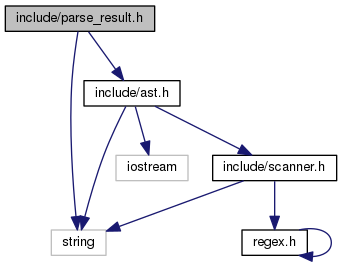 include/parse_result.h
include/ast.h
iostream
include/scanner.h
string
regex.h